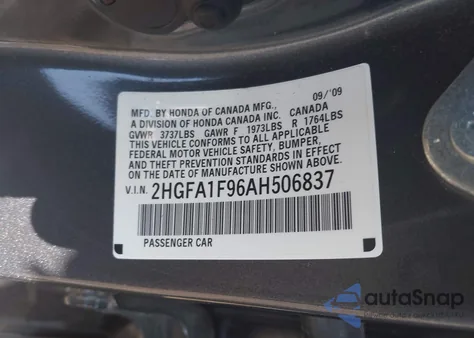 MFD. BY HONDA OF CANADA MFG., 09/'09
A DIVISION OF HONDA CANADA INC. CANADA
GVWR 3737LBS GAWR F 1973LBS R 1764LBS
THIS VEHICLE CONFORMS TO ALL APPLICABLE
FEDERAL MOTOR VEHICLE SAFETY, BUMPER,
AND THEFT PREVENTION STANDARDS IN EFFECT
ON THE DATE OF MANUFACTURE SHOWN ABOVE.
V.I.N. 2HGFA1F96AH506837
PASSENGER CAR
autoSnap